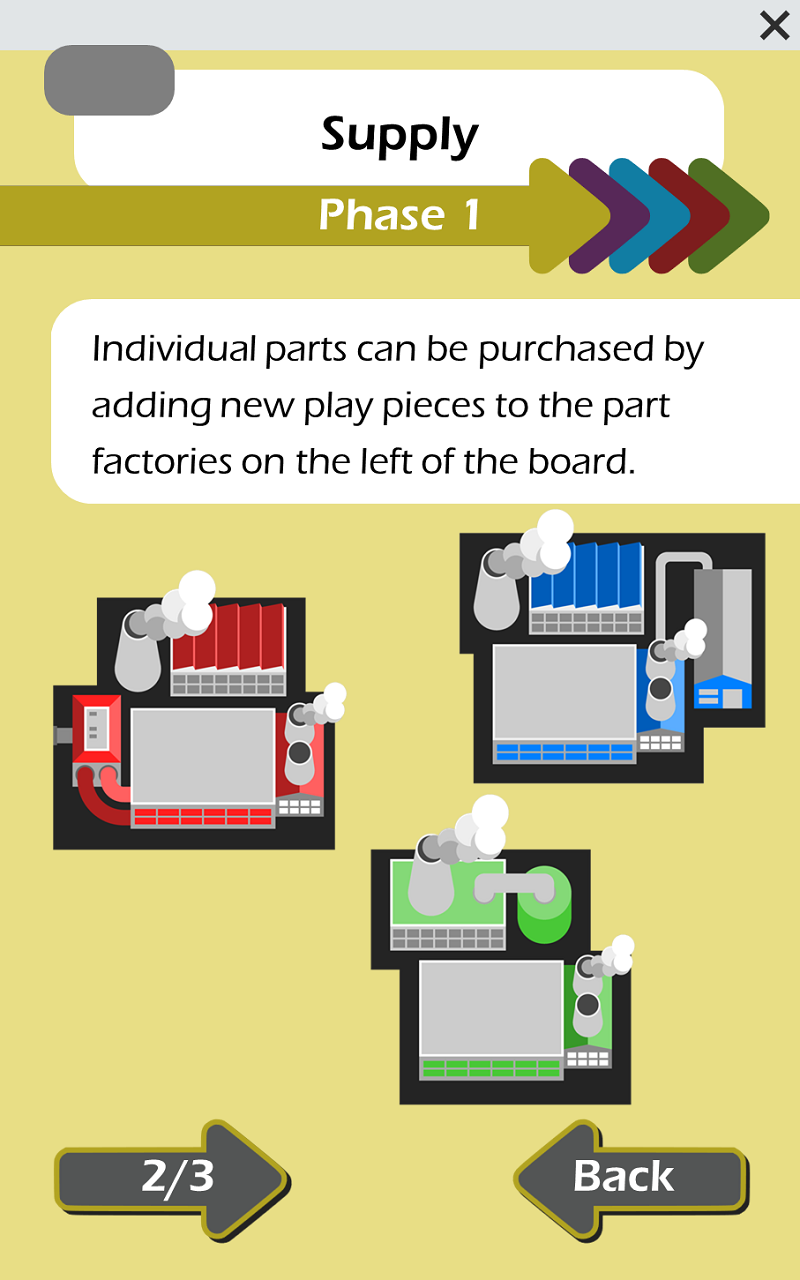 Supply
Phase 1
Individual parts can be purchased by
adding new play pieces to the part
factories on the left of the board.
2/3
Back